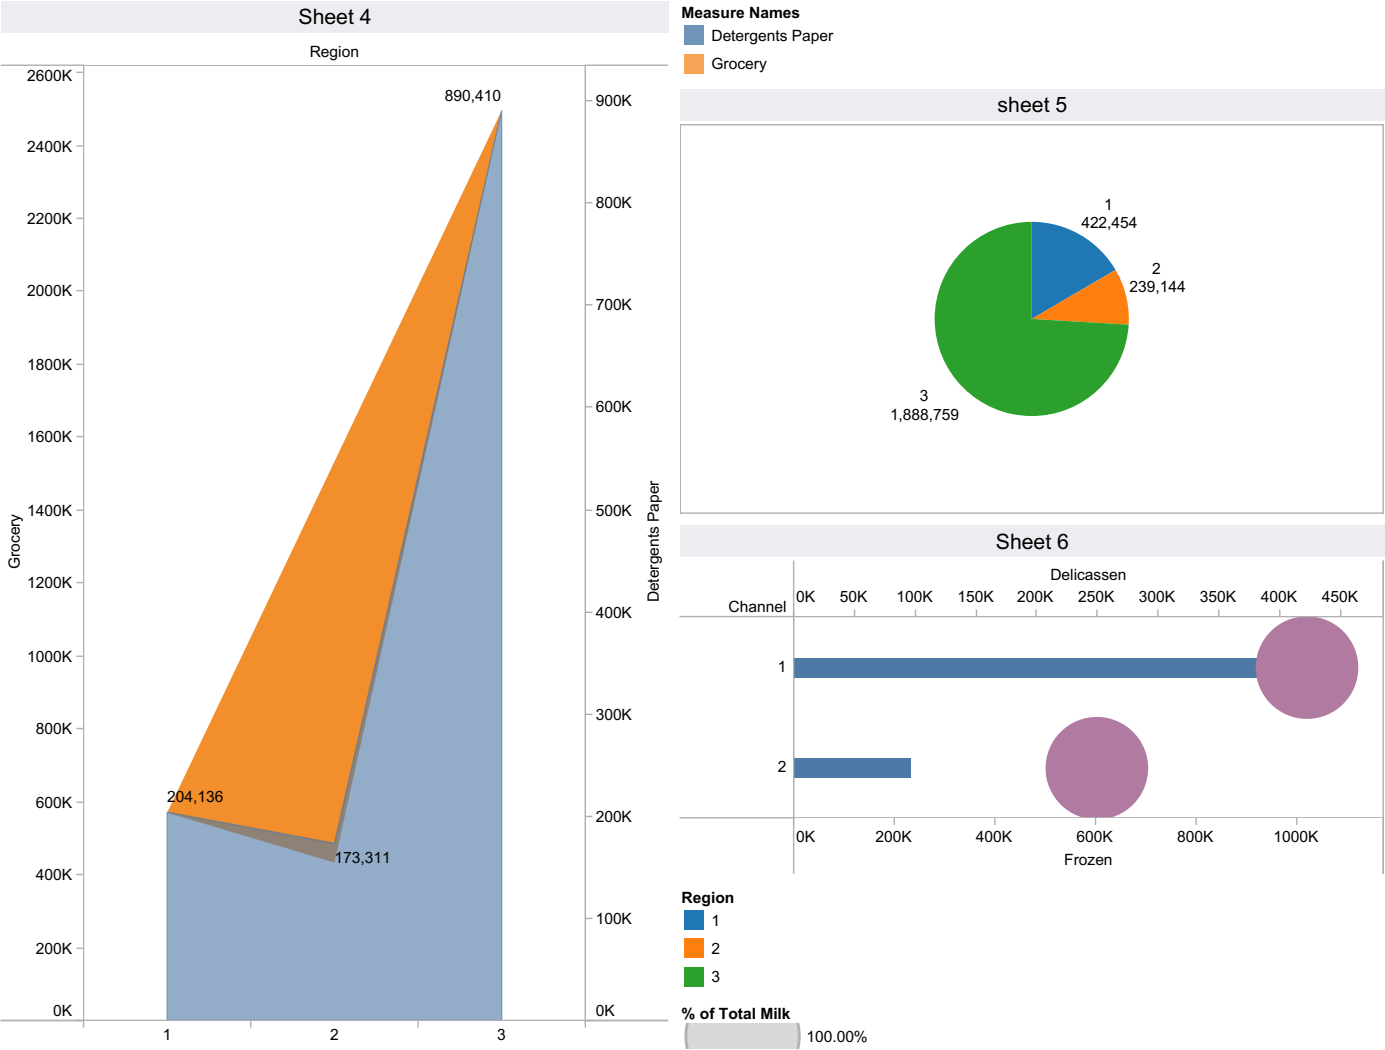 Sheet 4
Region
2600K
2400K
2200K
2000K
1800K
1600K
1400K
1200K
1000K
800K
600K
400K
200K
0K
Grocery
890,410
204,136
173,311
900K
800K
700K
600K
500K
400K
300K
200K
100K
0K
Detergents Paper
1 2 3
Measure Names
Detergents Paper
Grocery
sheet 5
1
422,454
2
239,144
3
1,888,759
Sheet 6
Delicassen
Channel
0K 50K 100K 150K 200K 250K 300K 350K 400K 450K
1
2
0K 200K 400K 600K 800K 1000K
Frozen
Region
1
2
3
% of Total Milk
100.00%